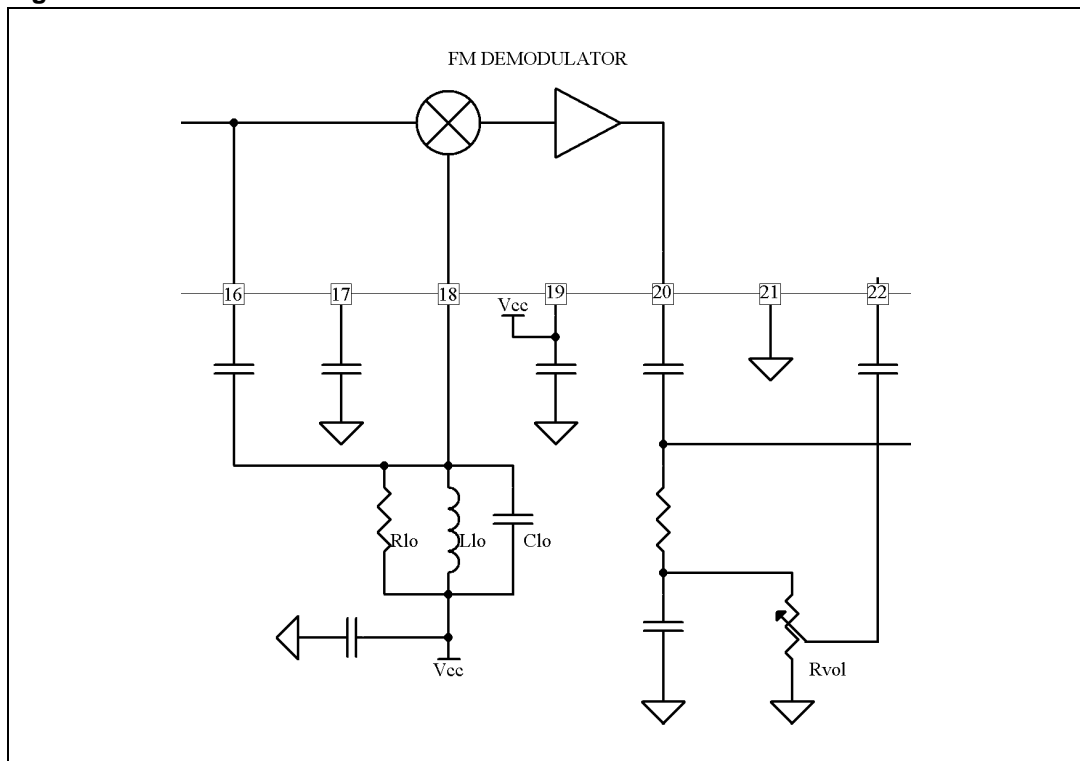 FM DEMODULATOR
16 17 18 19 20 21 22
Vcc
Rlo Llo Clo
Vcc
Rvol